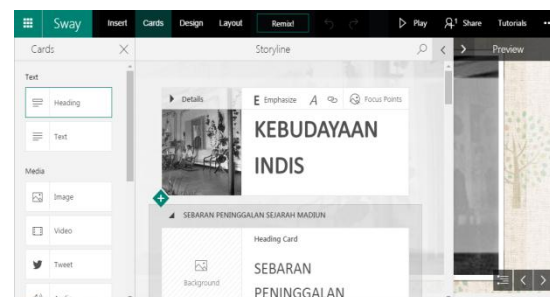 Sway Insert Cards Design Layout Remix! Play Share Tutorials
Cards
Storyline
Preview
Text
Heading
Text
Media
Image
Video
Tweet
Details
E Emphasize A Focus Points
KEBUDAYAAN
INDIS
SEBARAN PENINGGALAN SEJARAH MADIUN
Heading Card
Background
SEBARAN
PENINGGALAN